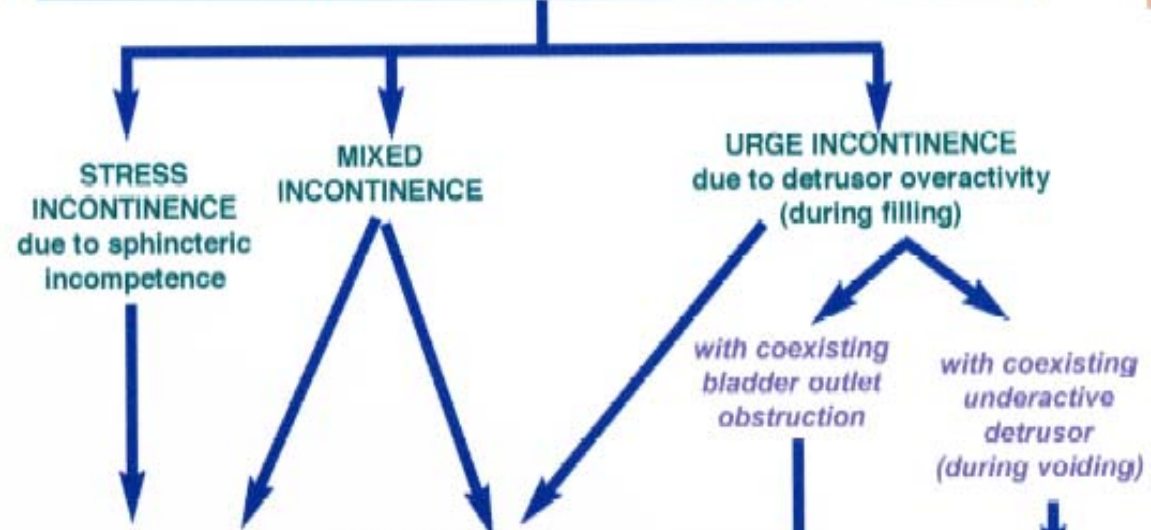 STRESS
INCONTINENCE
due to sphincteric
incompetence
MIXED
INCONTINENCE
URGE INCONTINENCE
due to detrusor overactivity
(during filling)
with coexisting
bladder outlet
obstruction
with coexisting
underactive
detrusor
(during voiding)